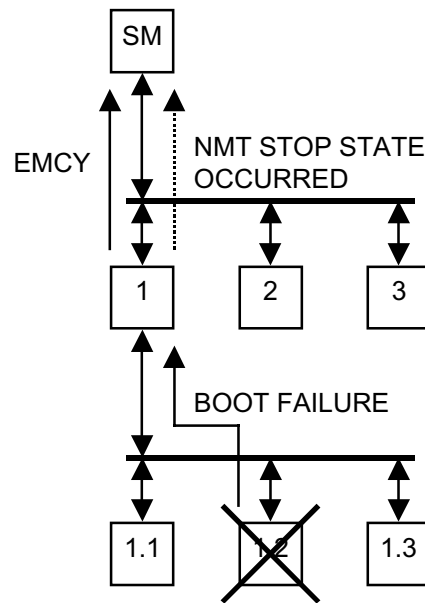 SM
EMCY
NMT STOP STATE
OCCURRED
1
2
3
BOOT FAILURE
1.1
1.2
1.3